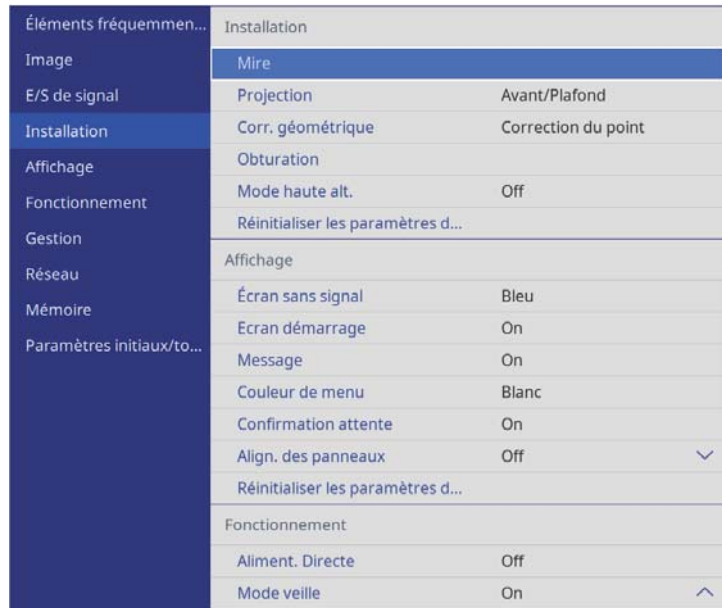 Éléments fréquemmen...
Image
E/S de signal
Installation
Affichage
Fonctionnement
Gestion
Réseau
Mémoire
Paramètres initiaux/to...
Installation
Mire
Projection Avant/Plafond
Corr. géométrique Correction du point
Obturation
Mode haute alt. Off
Réinitialiser les paramètres d...
Affichage
Écran sans signal Bleu
Ecran démarrage On
Message On
Couleur de menu Blanc
Confirmation attente On
Align. des panneaux Off
Réinitialiser les paramètres d...
Fonctionnement
Aliment. Directe Off
Mode veille On